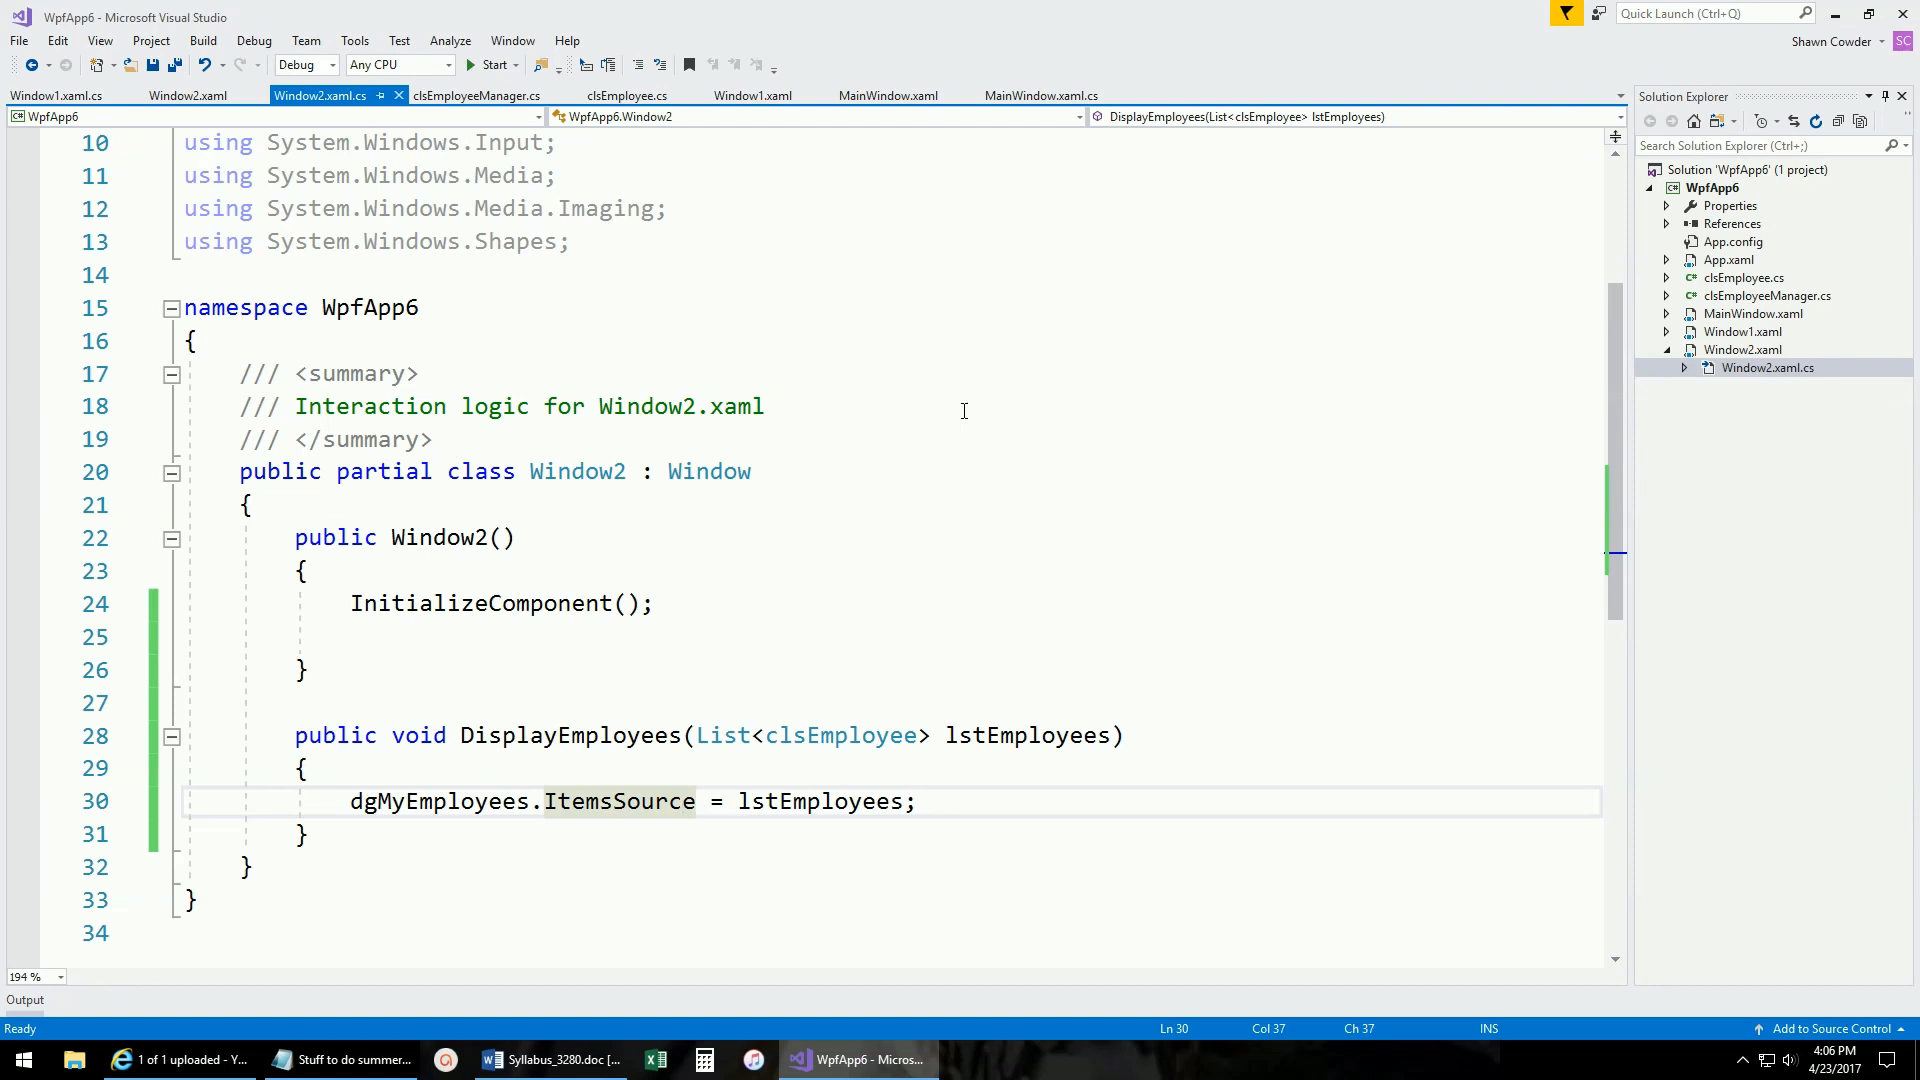 WpfApp6 - Microsoft Visual Studio
Quick Launch (Ctrl+Q)
File Edit View Project Build Debug Team Tools Test Analyze Window Help
Shawn Cowder SC
Debug Any CPU Start
Window1.xaml.cs Window2.xaml Window2.xaml.cs clsEmployeeManager.cs clsEmployee.cs Window1.xaml MainWindow.xaml MainWindow.xaml.cs
WpfApp6 WpfApp6.Window2 DisplayEmployees(List<clsEmployee> lstEmployees)
10 using System.Windows.Input;
11 using System.Windows.Media;
12 using System.Windows.Media.Imaging;
13 using System.Windows.Shapes;
14
15 namespace WpfApp6
16 {
17 /// <summary>
18 /// Interaction logic for Window2.xaml
19 /// </summary>
20 public partial class Window2 : Window
21 {
22 public Window2()
23 {
24 InitializeComponent();
25
26 }
27
28 public void DisplayEmployees(List<clsEmployee> lstEmployees)
29 {
30 dgMyEmployees.ItemsSource = lstEmployees;
31 }
32 }
33 }
34
194 %
Solution Explorer
Search Solution Explorer (Ctrl+;)
Solution 'WpfApp6' (1 project)
C# WpfApp6
Properties
References
App.config
App.xaml
C# clsEmployee.cs
C# clsEmployeeManager.cs
MainWindow.xaml
Window1.xaml
Window2.xaml
Window2.xaml.cs
Output
Ready Ln 30 Col 37 Ch 37 INS Add to Source Control
1 of 1 uploaded - Y... Stuff to do summer... Syllabus_3280.doc [... WpfApp6 - Micros...
4:06 PM
4/23/2017